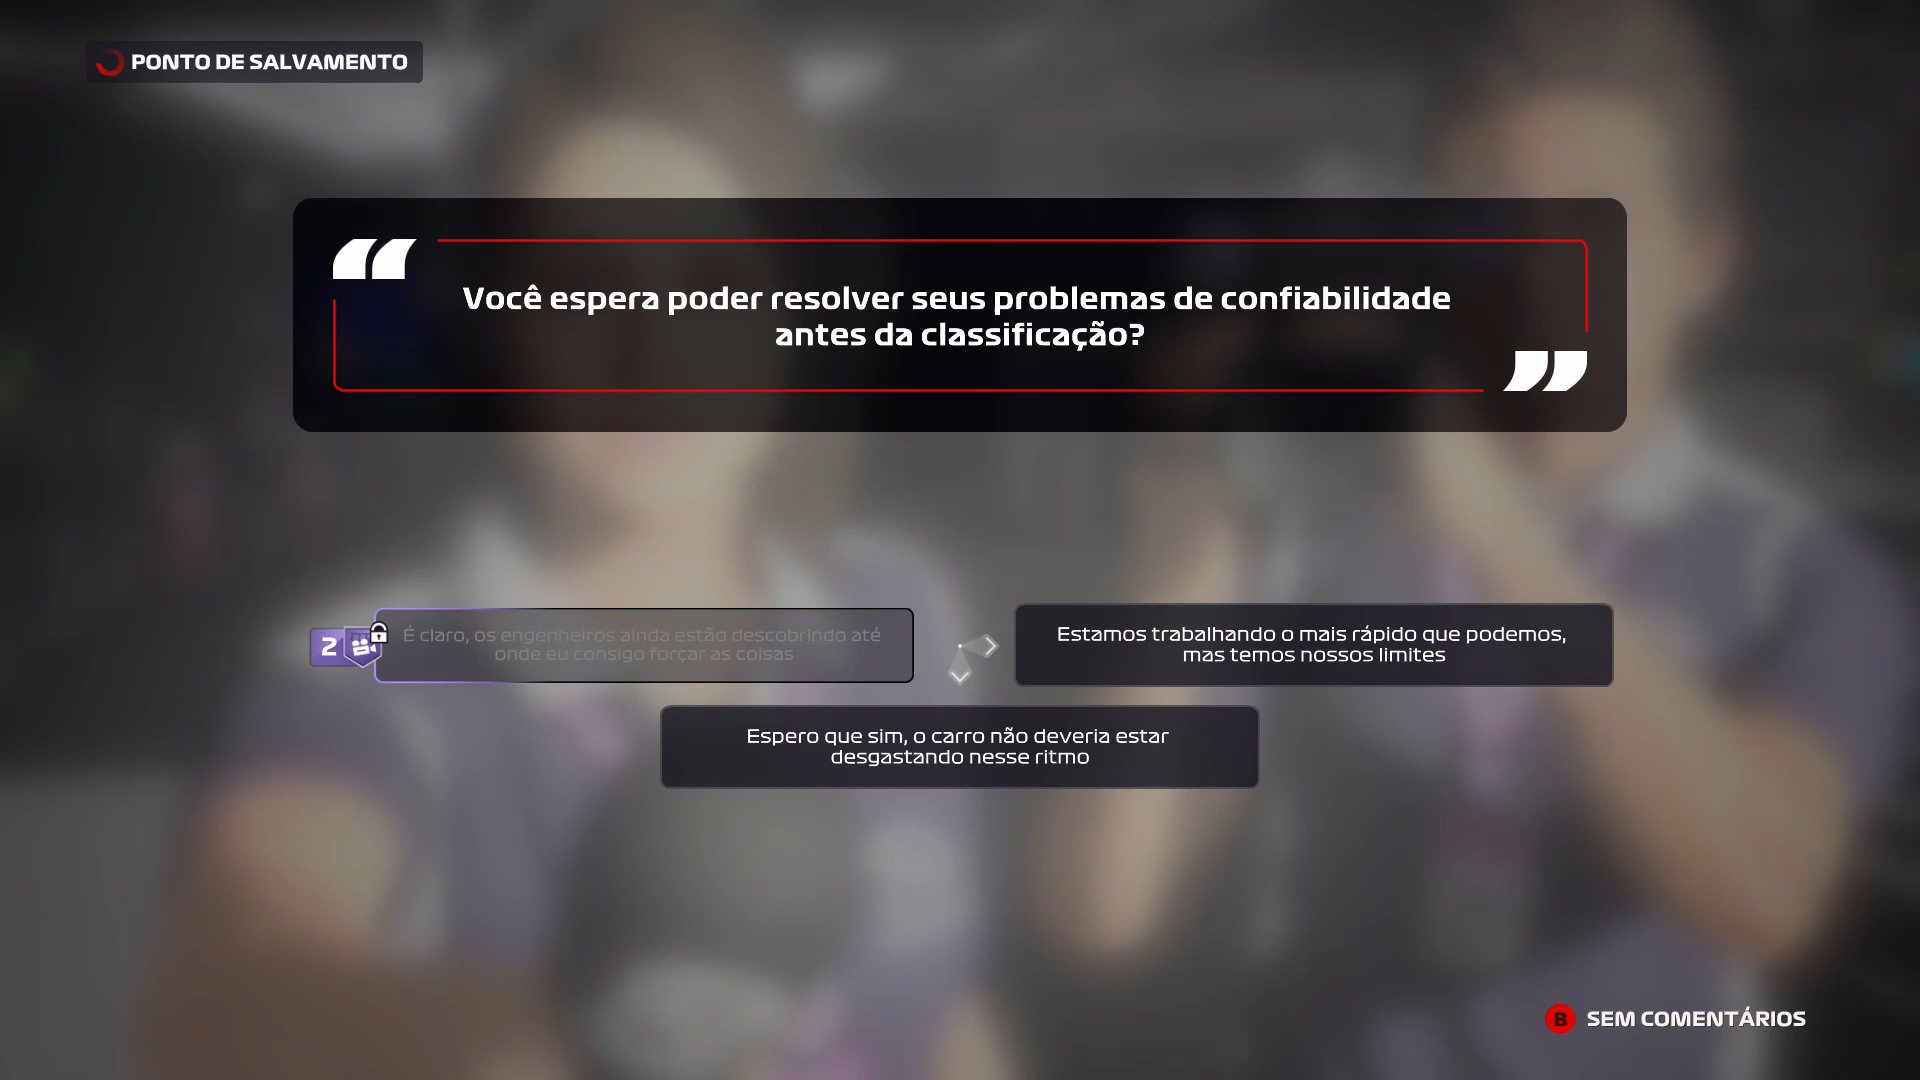 PONTO DE SALVAMENTO
Você espera poder resolver seus problemas de confiabilidade
antes da classificação?
2
É claro, os engenheiros ainda estão descobrindo até
onde eu consigo forçar as coisas
Estamos trabalhando o mais rápido que podemos,
mas temos nossos limites
Espero que sim, o carro não deveria estar
desgastando nesse ritmo
B SEM COMENTÁRIOS